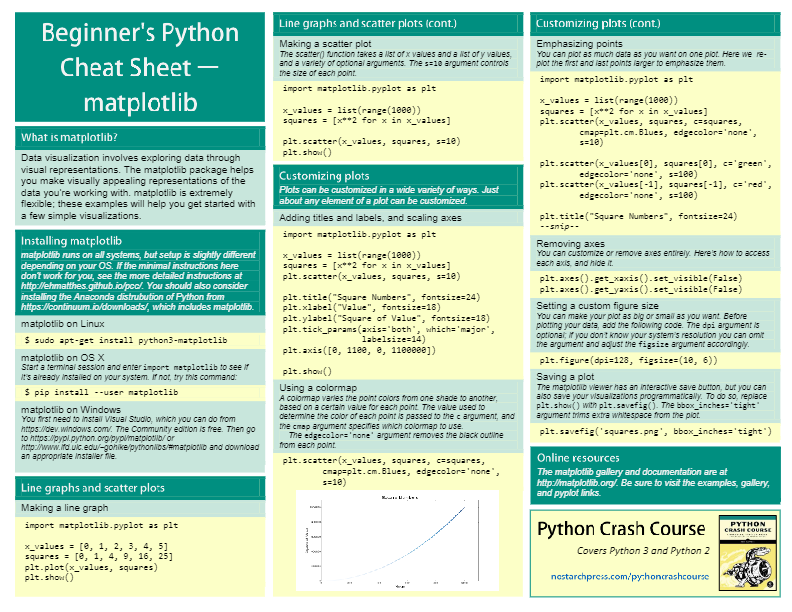 Beginner's Python
Cheat Sheet —
matplotlib
What is matplotlib?
Data visualization involves exploring data through
visual representations. The matplotlib package helps
you make visually appealing representations of the
data you're working with. matplotlib is extremely
flexible; these examples will help you get started with
a few simple visualizations.
Installing matplotlib
matplotlib runs on all systems, but setup is slightly different
depending on your OS. If the minimal instructions here
don't work for you, see the more detailed instructions at
http://ehmatthes.github.io/pcc/. You should also consider
installing the Anaconda distrubution of Python from
https://continuum.io/downloads/, which includes matplotlib.
matplotlib on Linux
$ sudo apt-get install python3-matplotlib
matplotlib on OS X
Start a terminal session and enter import matplotlib to see if
it's already installed on your system. If not, try this command:
$ pip install --user matplotlib
matplotlib on Windows
You first need to install Visual Studio, which you can do from
https://dev.windows.com/. The Community edition is free. Then go
to https://pypi.python.org/pypi/matplotlib/ or
http://www.lfd.uic.edu/~gohlke/pythonlibs/#matplotlib and download
an appropriate installer file.
Line graphs and scatter plots
Making a line graph
import matplotlib.pyplot as plt
x_values = [0, 1, 2, 3, 4, 5]
squares = [0, 1, 4, 9, 16, 25]
plt.plot(x_values, squares)
plt.show()
Line graphs and scatter plots (cont.)
Making a scatter plot
The scatter() function takes a list of x values and a list of y values,
and a variety of optional arguments. The s=10 argument controls
the size of each point.
import matplotlib.pyplot as plt
x_values = list(range(1000))
squares = [x**2 for x in x_values]
plt.scatter(x_values, squares, s=10)
plt.show()
Customizing plots
Plots can be customized in a wide variety of ways. Just
about any element of a plot can be customized.
Adding titles and labels, and scaling axes
import matplotlib.pyplot as plt
x_values = list(range(1000))
squares = [x**2 for x in x_values]
plt.scatter(x_values, squares, s=10)
plt.title("Square Numbers", fontsize=24)
plt.xlabel("Value", fontsize=18)
plt.ylabel("Square of Value", fontsize=18)
plt.tick_params(axis='both', which='major',
labelsize=14)
plt.axis([0, 1100, 0, 1100000])
plt.show()
Using a colormap
A colormap varies the point colors from one shade to another,
based on a certain value for each point. The value used to
determine the color of each point is passed to the c argument, and
the cmap argument specifies which colormap to use.
The edgecolor='none' argument removes the black outline
from each point.
plt.scatter(x_values, squares, c=squares,
cmap=plt.cm.Blues, edgecolor='none',
s=10)
Square Numbers
Customizing plots (cont.)
Emphasizing points
You can plot as much data as you want on one plot. Here we re-
plot the first and last points larger to emphasize them.
import matplotlib.pyplot as plt
x_values = list(range(1000))
squares = [x**2 for x in x_values]
plt.scatter(x_values, squares, c=squares,
cmap=plt.cm.Blues, edgecolor='none',
s=10)
plt.scatter(x_values[0], squares[0], c='green',
edgecolor='none', s=100)
plt.scatter(x_values[-1], squares[-1], c='red',
edgecolor='none', s=100)
plt.title("Square Numbers", fontsize=24)
--snip--
Removing axes
You can customize or remove axes entirely. Here's how to access
each axis, and hide it.
plt.axes().get_xaxis().set_visible(False)
plt.axes().get_yaxis().set_visible(False)
Setting a custom figure size
You can make your plot as big or small as you want. Before
plotting your data, add the following code. The dpi argument is
optional; if you don't know your system's resolution you can omit
the argument and adjust the figsize argument accordingly.
plt.figure(dpi=128, figsize=(10, 6))
Saving a plot
The matplotlib viewer has an interactive save button, but you can
also save your visualizations programmatically. To do so, replace
plt.show() with plt.savefig(). The bbox_inches='tight'
argument trims extra whitespace from the plot.
plt.savefig('squares.png', bbox_inches='tight')
Online resources
The matplotlib gallery and documentation are at
http://matplotlib.org/. Be sure to visit the examples, gallery,
and pyplot links.
Python Crash Course
Covers Python 3 and Python 2
nostarchpress.com/pythoncrashcourse
PYTHON
CRASH COURSE